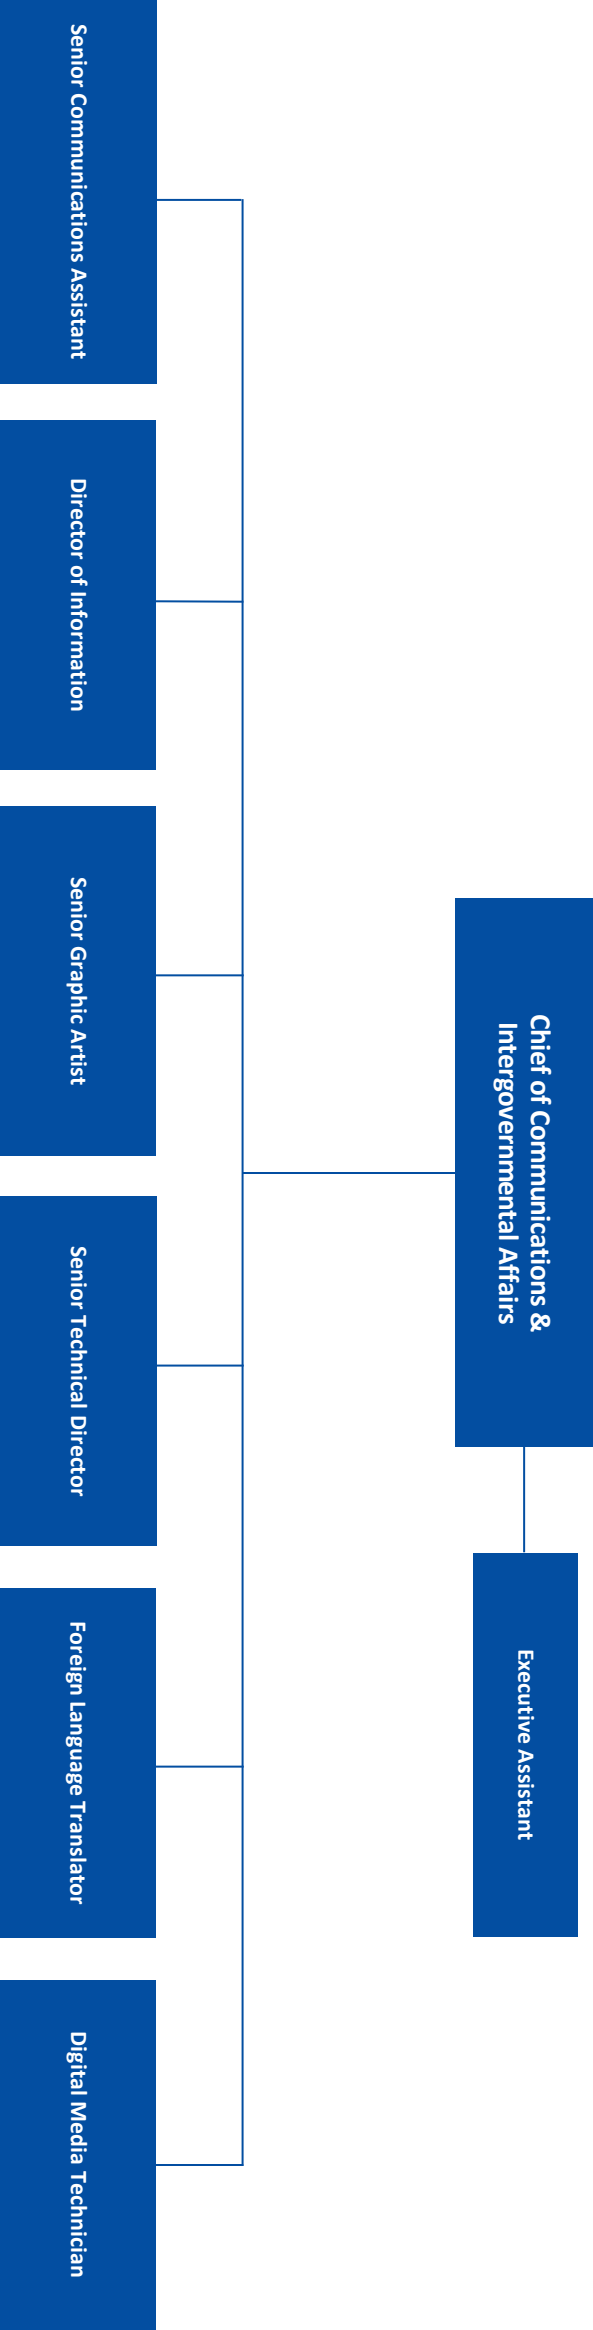 Chief of Communications &
Intergovernmental Affairs
Executive Assistant
Senior Communications Assistant
Director of Information
Senior Graphic Artist
Senior Technical Director
Foreign Language Translator
Digital Media Technician